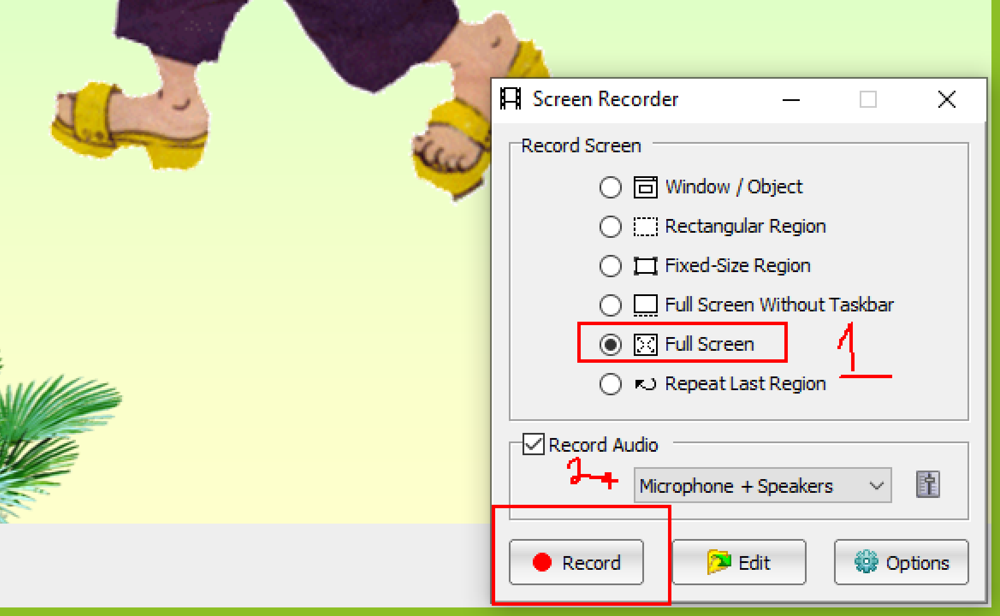 Screen Recorder
Record Screen
Window / Object
Rectangular Region
Fixed-Size Region
Full Screen Without Taskbar
Full Screen
1
Repeat Last Region
Record Audio
2
Microphone + Speakers
Record
Edit
Options